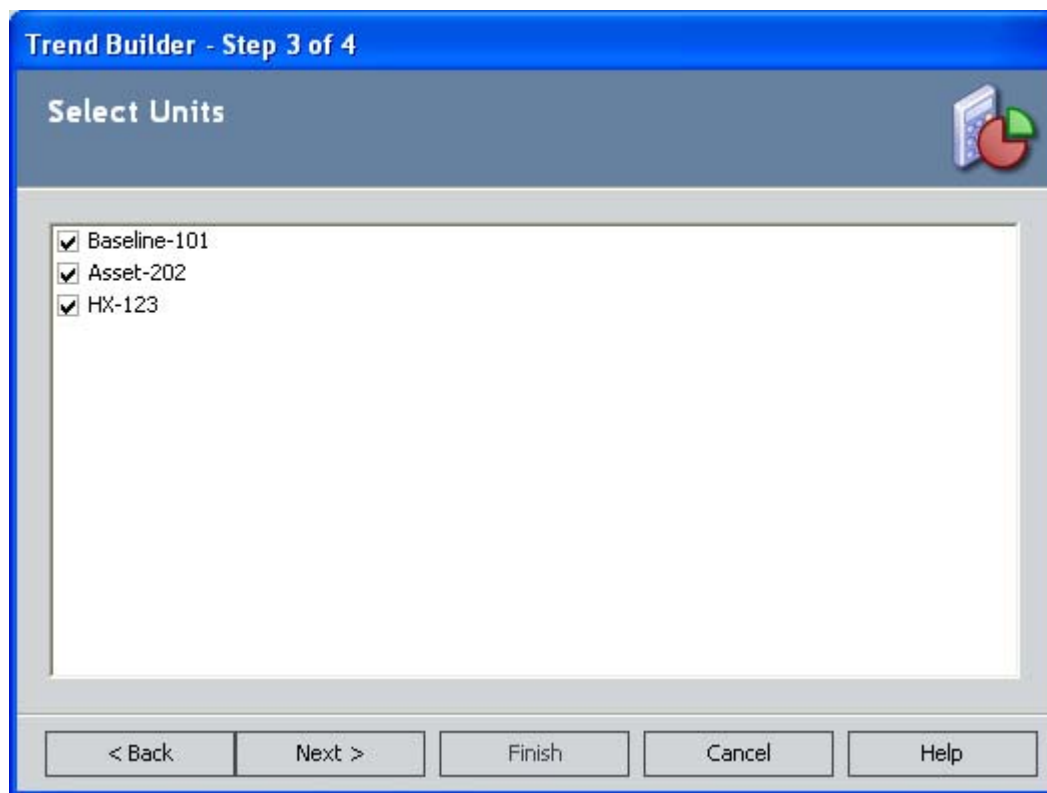 Trend Builder - Step 3 of 4
Select Units
Baseline-101
Asset-202
HX-123
< Back Next > Finish Cancel Help